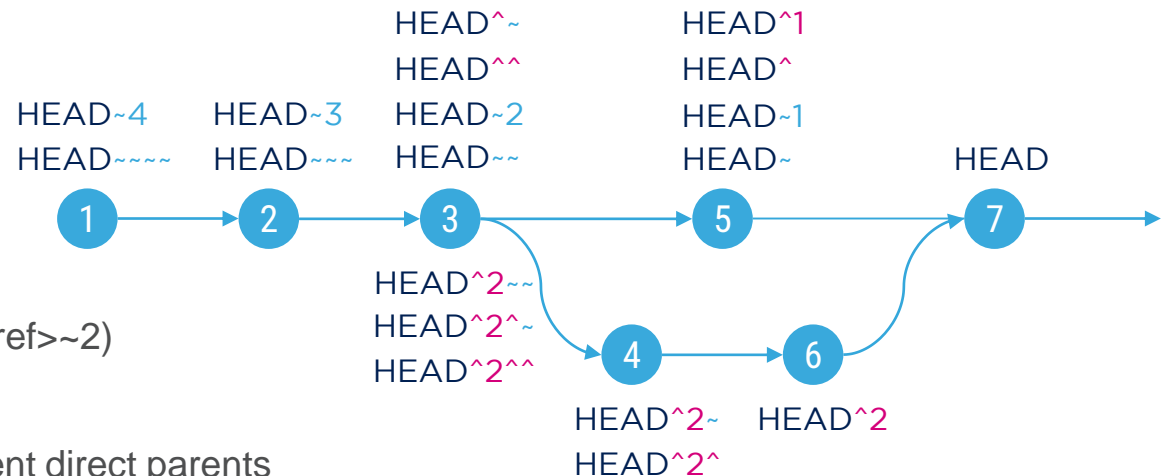 HEAD^~
HEAD^^
HEAD~2
HEAD~~
HEAD^1
HEAD^
HEAD~1
HEAD~
HEAD~4
HEAD~~~~
HEAD~3
HEAD~~~
HEAD
1
2
3
5
7
HEAD^2~~
HEAD^2^~
HEAD^2^^
ref>~2)
4
6
HEAD^2~
HEAD^2^
HEAD^2
ent direct parents